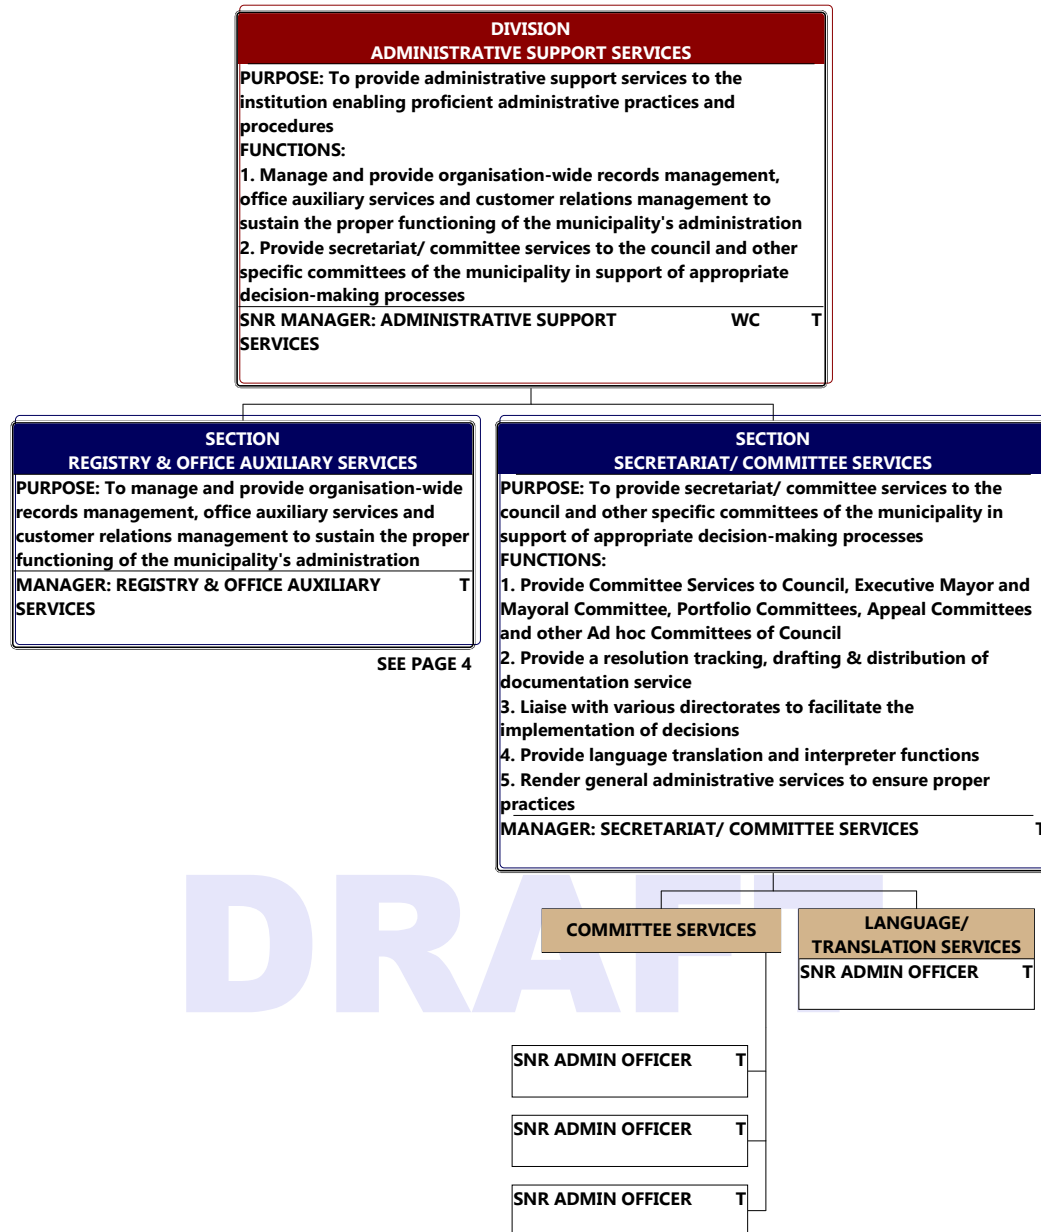 DIVISION
ADMINISTRATIVE SUPPORT SERVICES
PURPOSE: To provide administrative support services to the
institution enabling proficient administrative practices and
procedures
FUNCTIONS:
1. Manage and provide organisation-wide records management,
office auxiliary services and customer relations management to
sustain the proper functioning of the municipality's administration
2. Provide secretariat/ committee services to the council and other
specific committees of the municipality in support of appropriate
decision-making processes
SNR MANAGER: ADMINISTRATIVE SUPPORT WC T
SERVICES
SECTION
REGISTRY & OFFICE AUXILIARY SERVICES
PURPOSE: To manage and provide organisation-wide
records management, office auxiliary services and
customer relations management to sustain the proper
functioning of the municipality's administration
MANAGER: REGISTRY & OFFICE AUXILIARY T
SERVICES
SEE PAGE 4
SECTION
SECRETARIAT/ COMMITTEE SERVICES
PURPOSE: To provide secretariat/ committee services to the
council and other specific committees of the municipality in
support of appropriate decision-making processes
FUNCTIONS:
1. Provide Committee Services to Council, Executive Mayor and
Mayoral Committee, Portfolio Committees, Appeal Committees
and other Ad hoc Committees of Council
2. Provide a resolution tracking, drafting & distribution of
documentation service
3. Liaise with various directorates to facilitate the
implementation of decisions
4. Provide language translation and interpreter functions
5. Render general administrative services to ensure proper
practices
MANAGER: SECRETARIAT/ COMMITTEE SERVICES T
DRAFT
COMMITTEE SERVICES
LANGUAGE/
TRANSLATION SERVICES
SNR ADMIN OFFICER T
SNR ADMIN OFFICER T
SNR ADMIN OFFICER T
SNR ADMIN OFFICER T